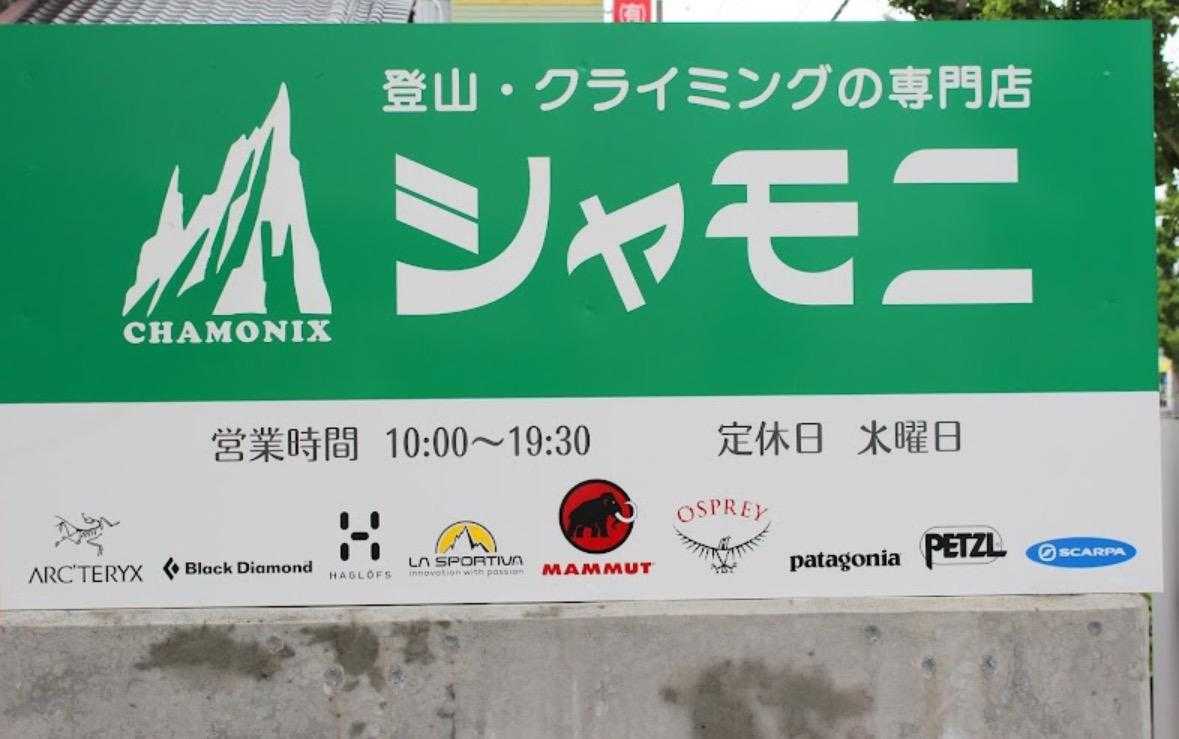 (有)
登山・クライミングの専門店
シャモニ
CHAMONIX
営業時間 10:00～19:30 定休日 水曜日
ARC'TERYX
Black Diamond
HAGLÖFS
LA SPORTIVA
innovation with passion
MAMMUT
OSPREY
patagonia
PETZL
SCARPA